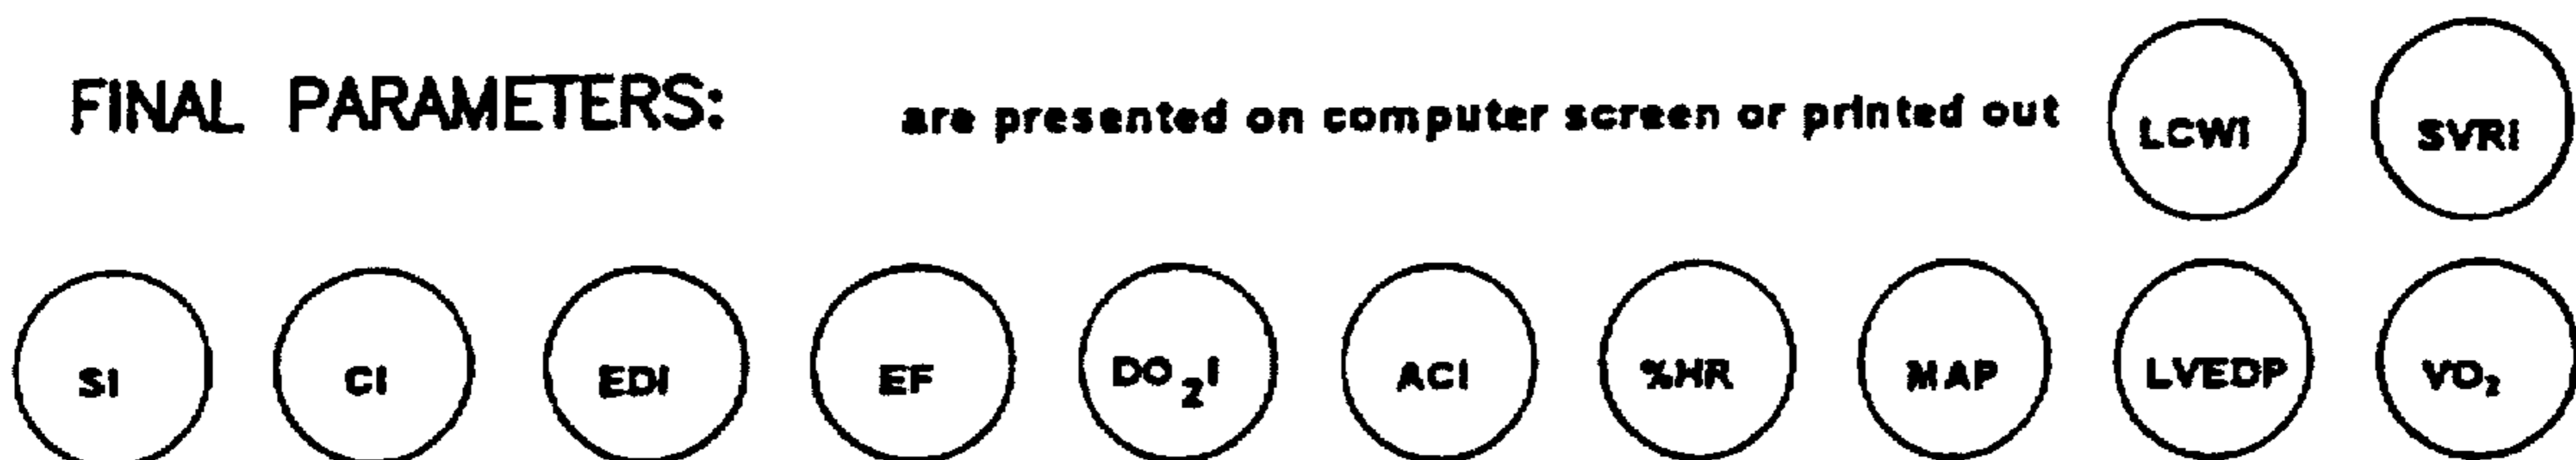 FINAL PARAMETERS: are presented on computer screen or printed out LCWI SVRI
SI CI EDI EF DO₂I ACI %HR MAP LVEDP VO₂